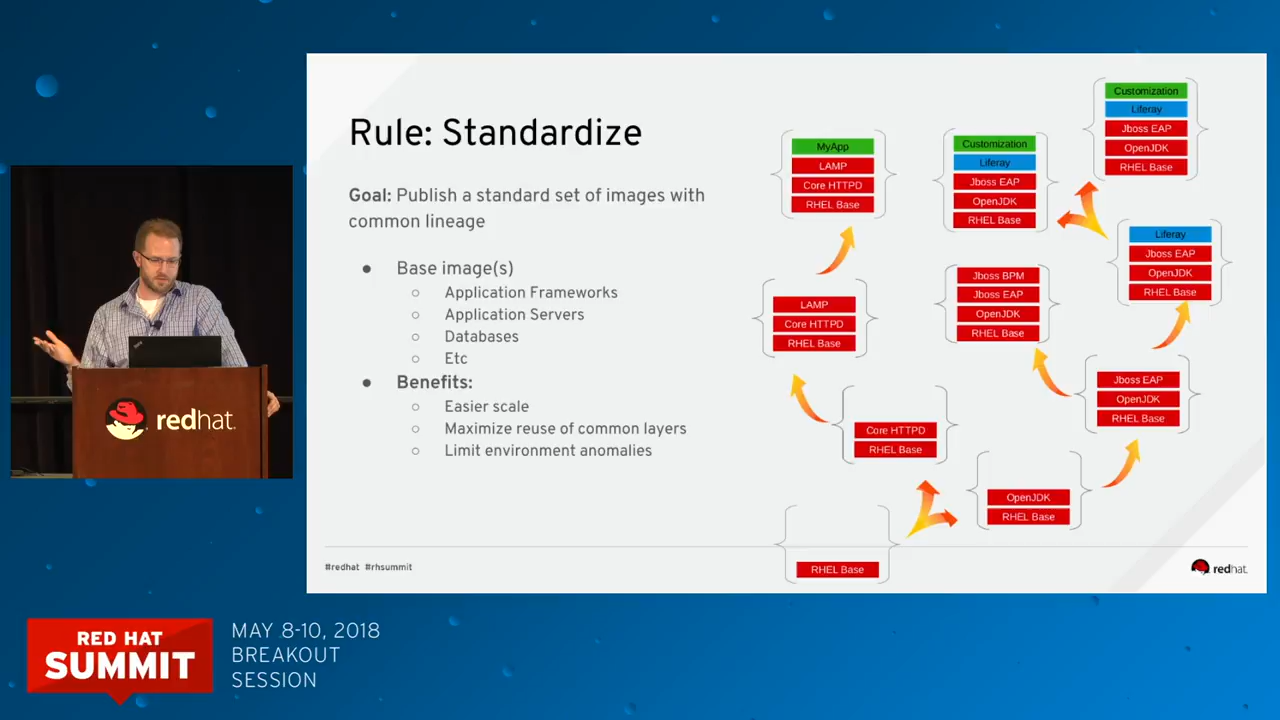 Rule: Standardize
Goal: Publish a standard set of images with
common lineage
● Base image(s)
○ Application Frameworks
○ Application Servers
○ Databases
○ Etc
● Benefits:
○ Easier scale
○ Maximize reuse of common layers
○ Limit environment anomalies
MyApp
LAMP
Core HTTPD
RHEL Base
Customization
Liferay
Jboss EAP
OpenJDK
RHEL Base
Customization
Liferay
Jboss EAP
OpenJDK
RHEL Base
Liferay
Jboss EAP
OpenJDK
RHEL Base
Jboss BPM
Jboss EAP
OpenJDK
RHEL Base
LAMP
Core HTTPD
RHEL Base
Jboss EAP
OpenJDK
RHEL Base
Core HTTPD
RHEL Base
OpenJDK
RHEL Base
RHEL Base
#redhat #rhsummit
redhat.
redhat.
RED HAT
SUMMIT
MAY 8-10, 2018
BREAKOUT
SESSION